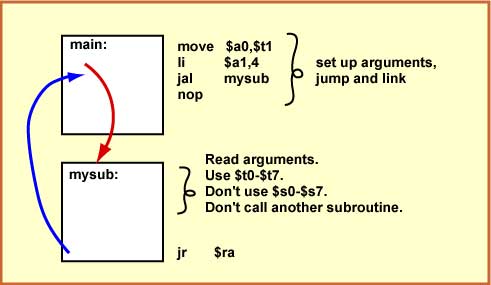 main:
move $a0,$t1
li $a1,4
jal mysub
nop
set up arguments,
jump and link
mysub:
Read arguments.
Use $t0-$t7.
Don't use $s0-$s7.
Don't call another subroutine.
jr $ra